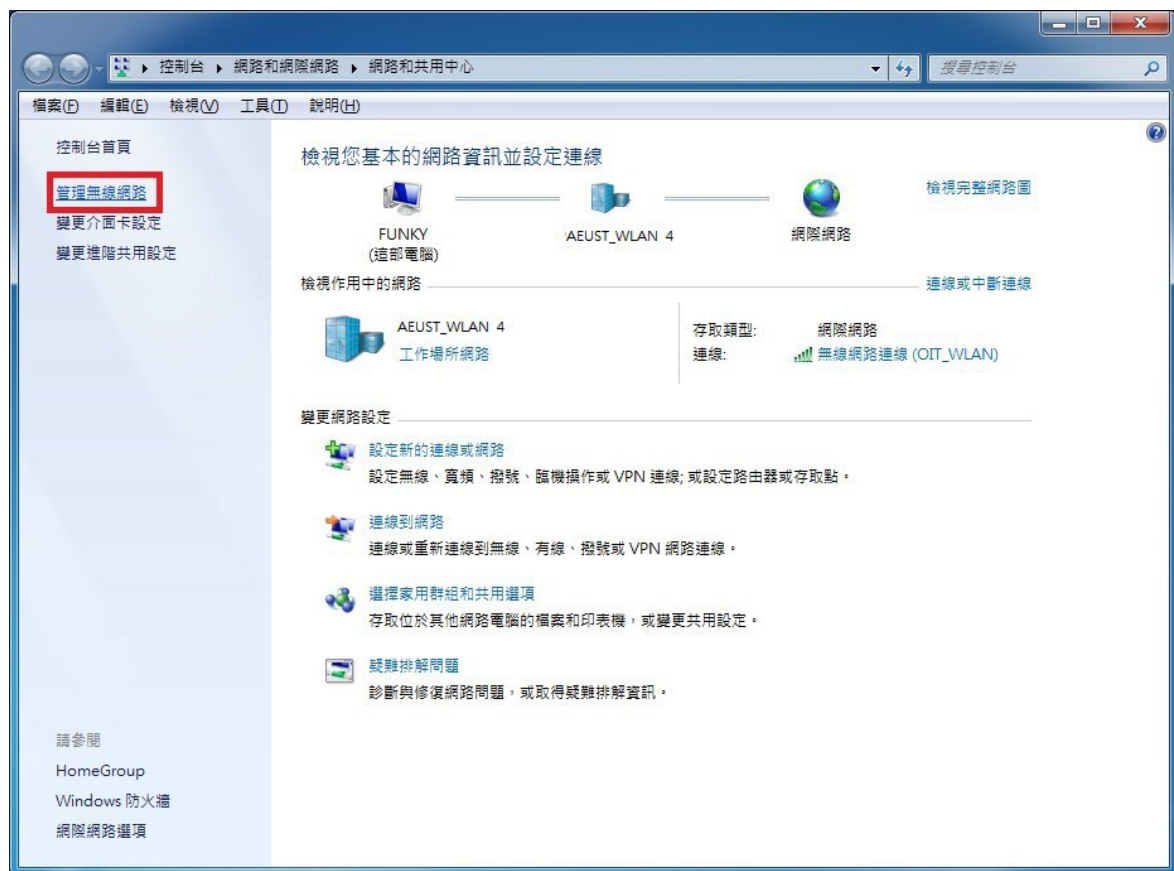 控制台 ▸ 網路和網際網路 ▸ 網路和共用中心
搜尋控制台
檔案(F) 編輯(E) 檢視(V) 工具(T) 說明(H)
控制台首頁
管理無線網路
變更介面卡設定
變更進階共用設定
檢視您基本的網路資訊並設定連線
檢視完整網路圖
FUNKY
(這部電腦)
AEUST_WLAN 4
網際網路
檢視作用中的網路
連線或中斷連線
AEUST_WLAN 4
工作場所網路
存取類型: 網際網路
連線: 無線網路連線 (OIT_WLAN)
變更網路設定
設定新的連線或網路
設定無線、寬頻、撥號、臨機操作或 VPN 連線; 或設定路由器或存取點。
連線到網路
連線或重新連線到無線、有線、撥號或 VPN 網路連線。
選擇家用群組和共用選項
存取位於其他網路電腦的檔案和印表機，或變更共用設定。
疑難排解問題
診斷與修復網路問題，或取得疑難排解資訊。
請參閱
HomeGroup
Windows 防火牆
網際網路選項